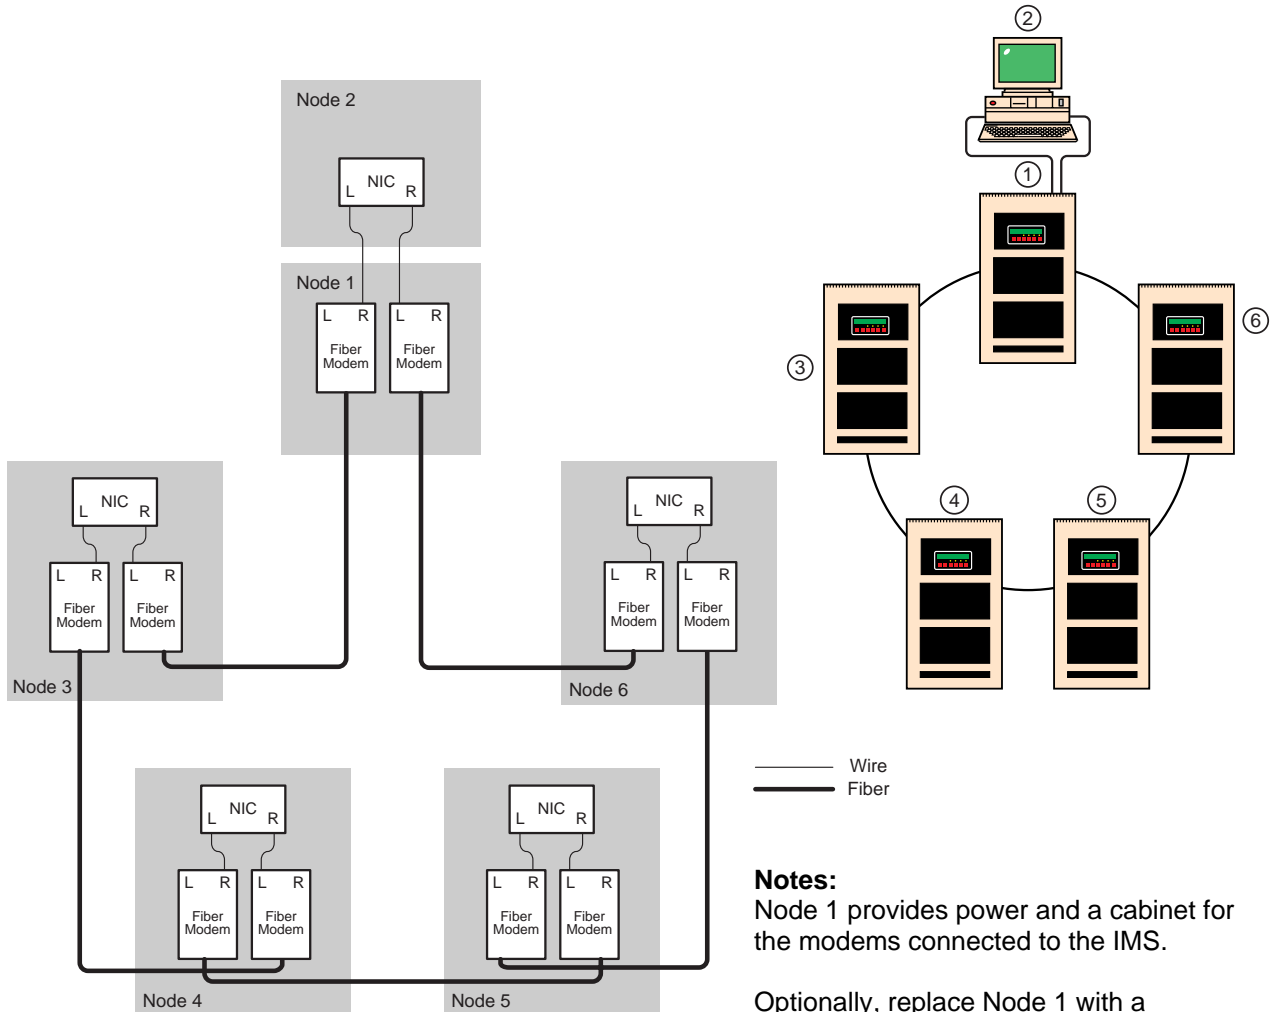 ②
Node 2
NIC
L R
①
Node 1
L R
Fiber
Modem
L R
Fiber
Modem
③
⑥
④
⑤
NIC
L R
L R
Fiber
Modem
L R
Fiber
Modem
Node 3
NIC
L R
L R
Fiber
Modem
L R
Fiber
Modem
Node 6
Wire
Fiber
NIC
L R
L R
Fiber
Modem
L R
Fiber
Modem
Node 4
NIC
L R
L R
Fiber
Modem
L R
Fiber
Modem
Node 5
Notes:
Node 1 provides power and a cabinet for
the modems connected to the IMS.
Optionally, replace Node 1 with a